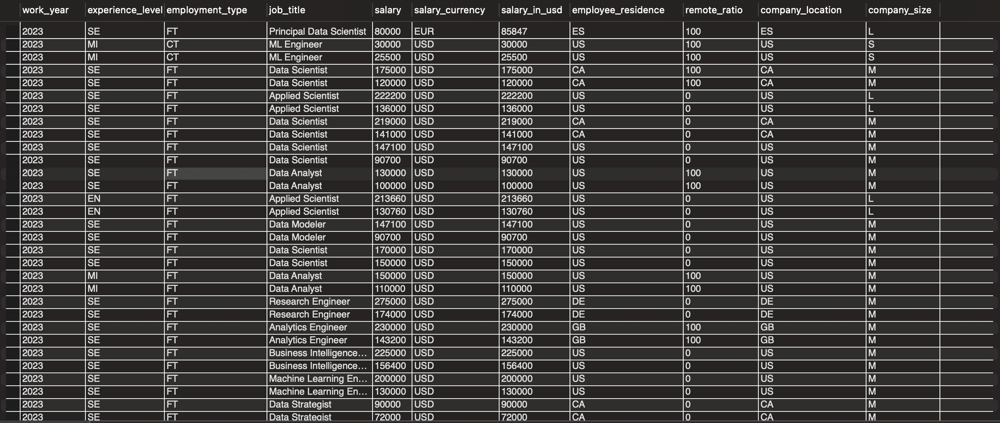 work_year experience_level employment_type job_title salary salary_currency salary_in_usd employee_residence remote_ratio company_location company_size
2023 SE FT Principal Data Scientist 80000 EUR 85847 ES 100 ES L
2023 MI CT ML Engineer 30000 USD 30000 US 100 US S
2023 MI CT ML Engineer 25500 USD 25500 US 100 US S
2023 SE FT Data Scientist 175000 USD 175000 CA 100 CA M
2023 SE FT Data Scientist 120000 USD 120000 CA 100 CA M
2023 SE FT Applied Scientist 222200 USD 222200 US 0 US L
2023 SE FT Applied Scientist 136000 USD 136000 US 0 US L
2023 SE FT Data Scientist 219000 USD 219000 CA 0 CA M
2023 SE FT Data Scientist 141000 USD 141000 CA 0 CA M
2023 SE FT Data Scientist 147100 USD 147100 US 0 US M
2023 SE FT Data Scientist 90700 USD 90700 US 0 US M
2023 SE FT Data Analyst 130000 USD 130000 US 100 US M
2023 SE FT Data Analyst 100000 USD 100000 US 100 US M
2023 EN FT Applied Scientist 213660 USD 213660 US 0 US L
2023 EN FT Applied Scientist 130760 USD 130760 US 0 US L
2023 SE FT Data Modeler 147100 USD 147100 US 0 US M
2023 SE FT Data Modeler 90700 USD 90700 US 0 US M
2023 SE FT Data Scientist 170000 USD 170000 US 0 US M
2023 SE FT Data Scientist 150000 USD 150000 US 0 US M
2023 MI FT Data Analyst 150000 USD 150000 US 100 US M
2023 MI FT Data Analyst 110000 USD 110000 US 100 US M
2023 SE FT Research Engineer 275000 USD 275000 DE 0 DE M
2023 SE FT Research Engineer 174000 USD 174000 DE 0 DE M
2023 SE FT Analytics Engineer 230000 USD 230000 GB 100 GB M
2023 SE FT Analytics Engineer 143200 USD 143200 GB 100 GB M
2023 SE FT Business Intelligence... 225000 USD 225000 US 0 US M
2023 SE FT Business Intelligence... 156400 USD 156400 US 0 US M
2023 SE FT Machine Learning En... 200000 USD 200000 US 0 US M
2023 SE FT Machine Learning En... 130000 USD 130000 US 0 US M
2023 SE FT Data Strategist 90000 USD 90000 CA 0 CA M
2023 SE FT Data Strategist 72000 USD 72000 CA 0 CA M